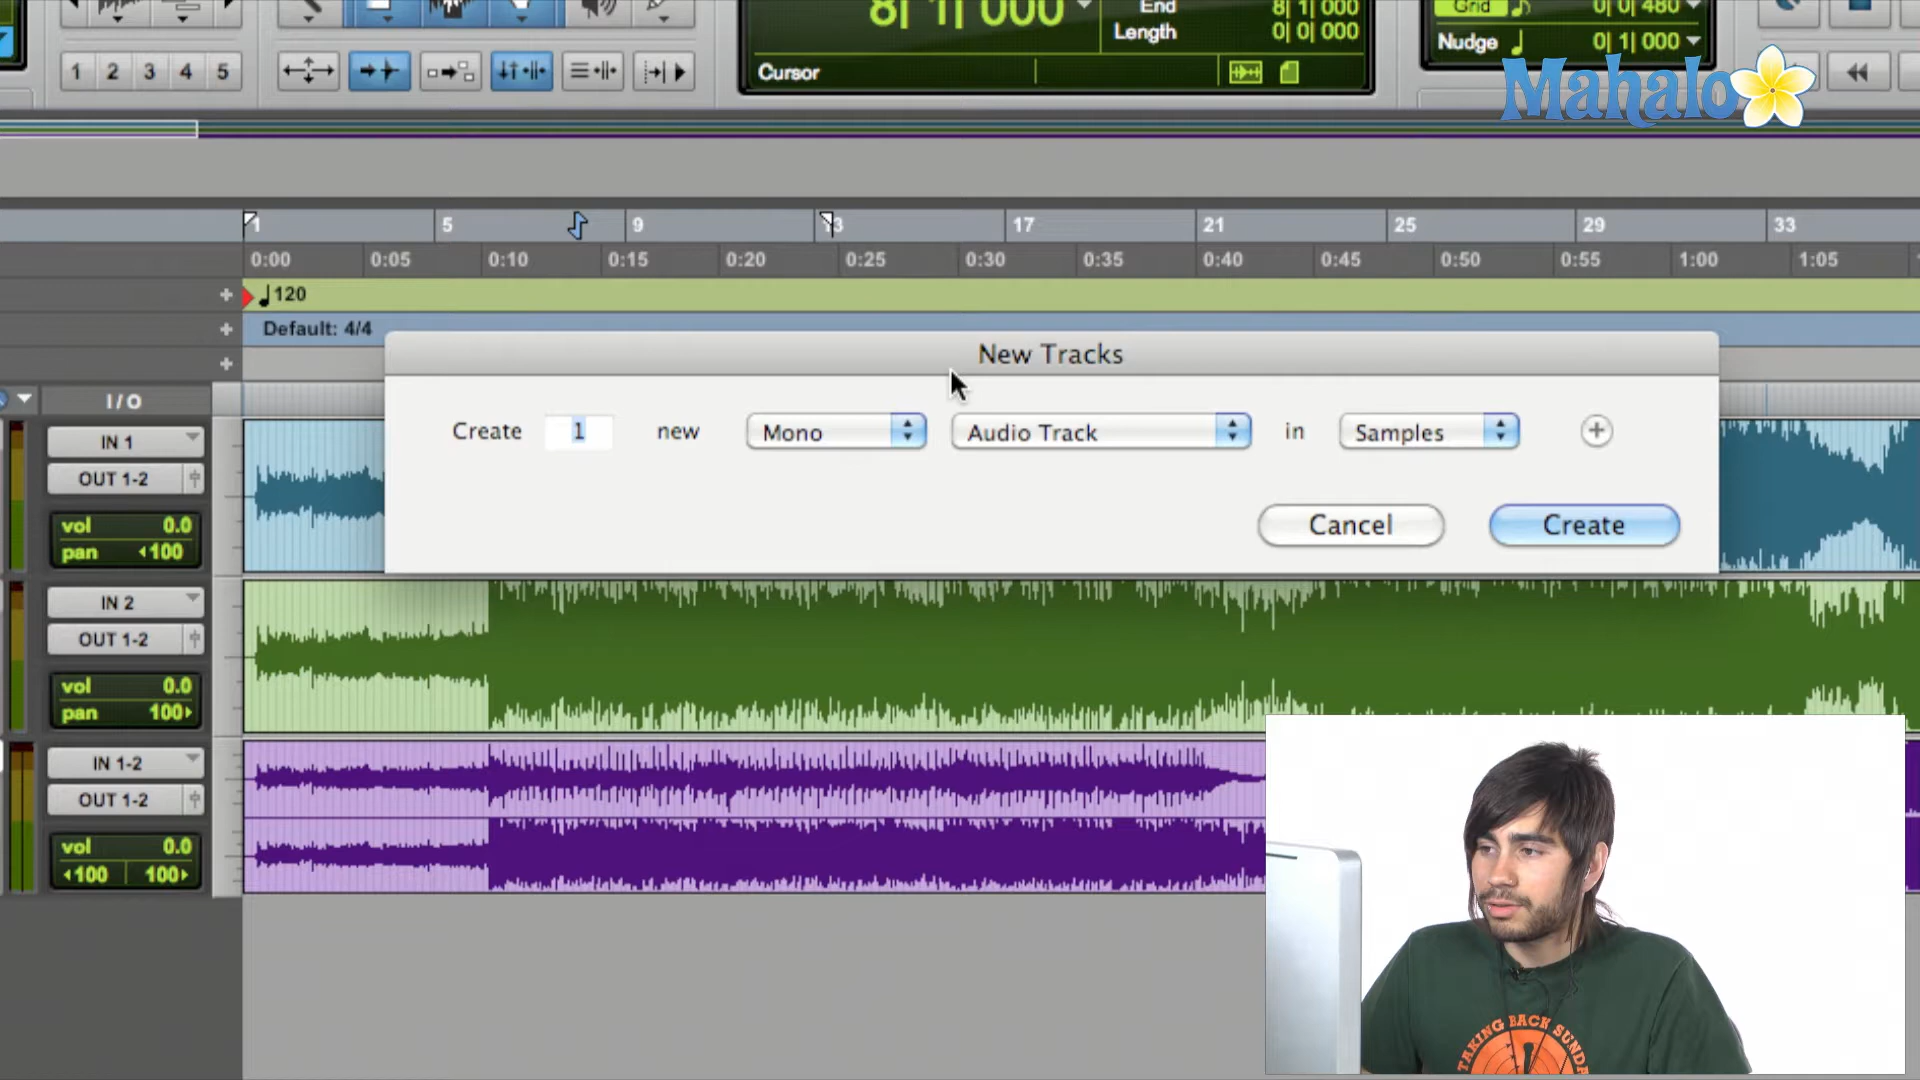 8| 1| 000
End 8| 1| 000
Length 0| 0| 000
Grid 0| 0| 480
Nudge 0| 1| 000
1 2 3 4 5
Cursor
Mahalo
1 5 9 13 17 21 25 29 33
0:00 0:05 0:10 0:15 0:20 0:25 0:30 0:35 0:40 0:45 0:50 0:55 1:00 1:05
120
Default: 4/4
New Tracks
Create 1 new Mono Audio Track in Samples
Cancel Create
I/O
IN 1
OUT 1-2
vol 0.0
pan 100
IN 2
OUT 1-2
vol 0.0
pan 100
IN 1-2
OUT 1-2
vol 0.0
100 100
TAKING BACK SUNDA